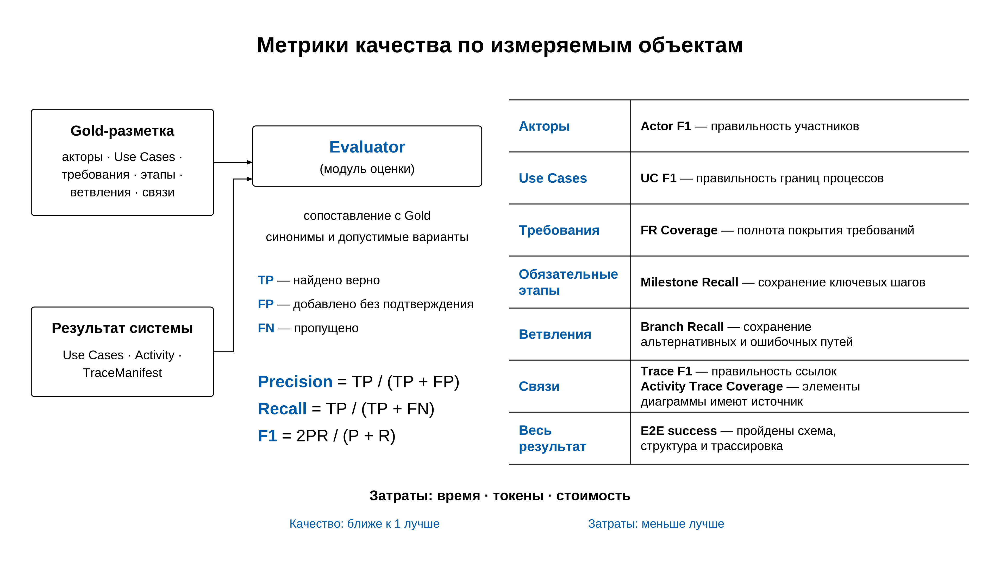 Метрики качества по измеряемым объектам
Gold-разметка
акторы · Use Cases ·
требования · этапы ·
ветвления · связи
Результат системы
Use Cases · Activity ·
TraceManifest
Evaluator
(модуль оценки)
сопоставление с Gold
синонимы и допустимые варианты
TP — найдено верно
FP — добавлено без подтверждения
FN — пропущено
Precision = TP / (TP + FP)
Recall = TP / (TP + FN)
F1 = 2PR / (P + R)
Акторы
Actor F1 — правильность участников
Use Cases
UC F1 — правильность границ процессов
Требования
FR Coverage — полнота покрытия требований
Обязательные
этапы
Milestone Recall — сохранение ключевых шагов
Ветвления
Branch Recall — сохранение
альтернативных и ошибочных путей
Связи
Trace F1 — правильность ссылок
Activity Trace Coverage — элементы
диаграммы имеют источник
Весь
результат
E2E success — пройдены схема,
структура и трассировка
Затраты: время · токены · стоимость
Качество: ближе к 1 лучше
Затраты: меньше лучше